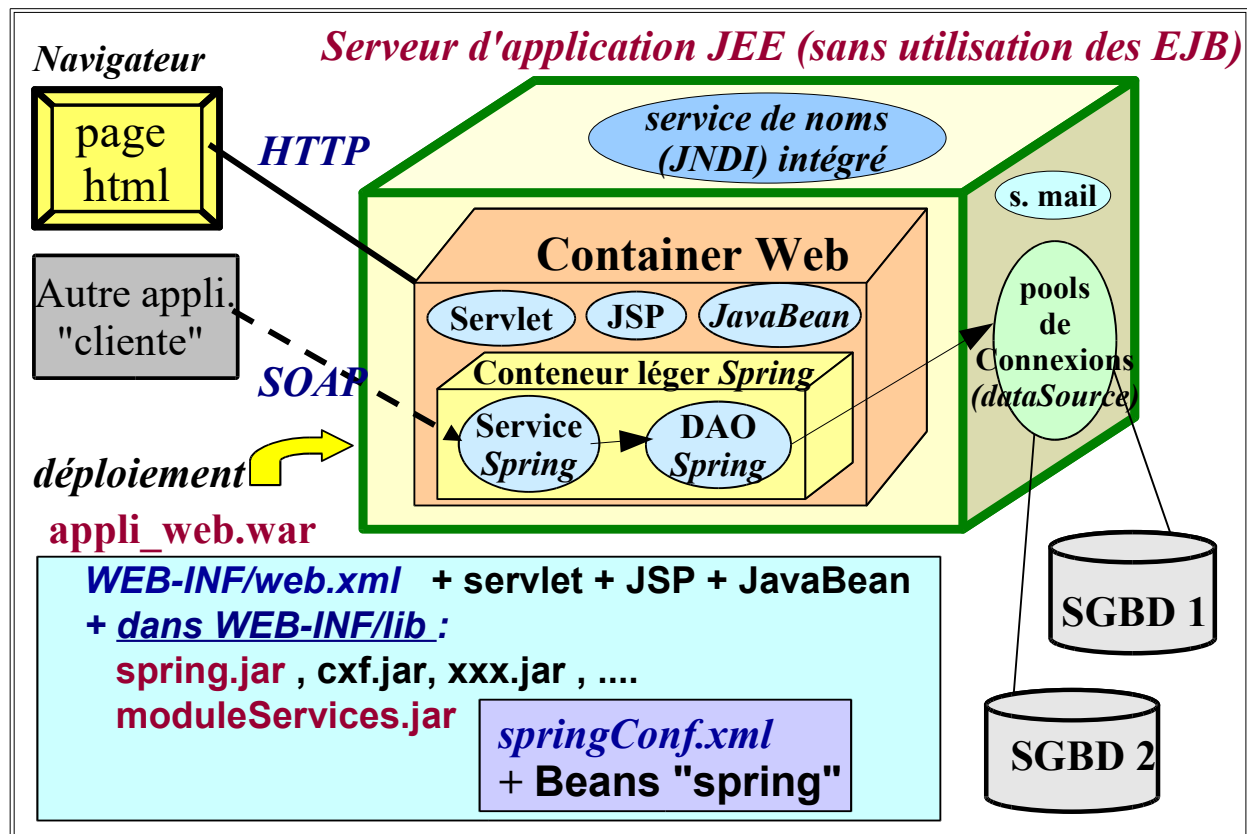 Serveur d'application JEE (sans utilisation des EJB)
Navigateur
page
html
HTTP
service de noms
(JNDI) intégré
s. mail
Container Web
Autre appli.
"cliente"
Servlet
JSP
JavaBean
pools
de
Connexions
(dataSource)
SOAP
Conteneur léger Spring
Service
Spring
DAO
Spring
déploiement
appli_web.war
WEB-INF/web.xml + servlet + JSP + JavaBean
+ dans WEB-INF/lib :
spring.jar , cxf.jar, xxx.jar , ....
moduleServices.jar
springConf.xml
+ Beans "spring"
SGBD 1
SGBD 2